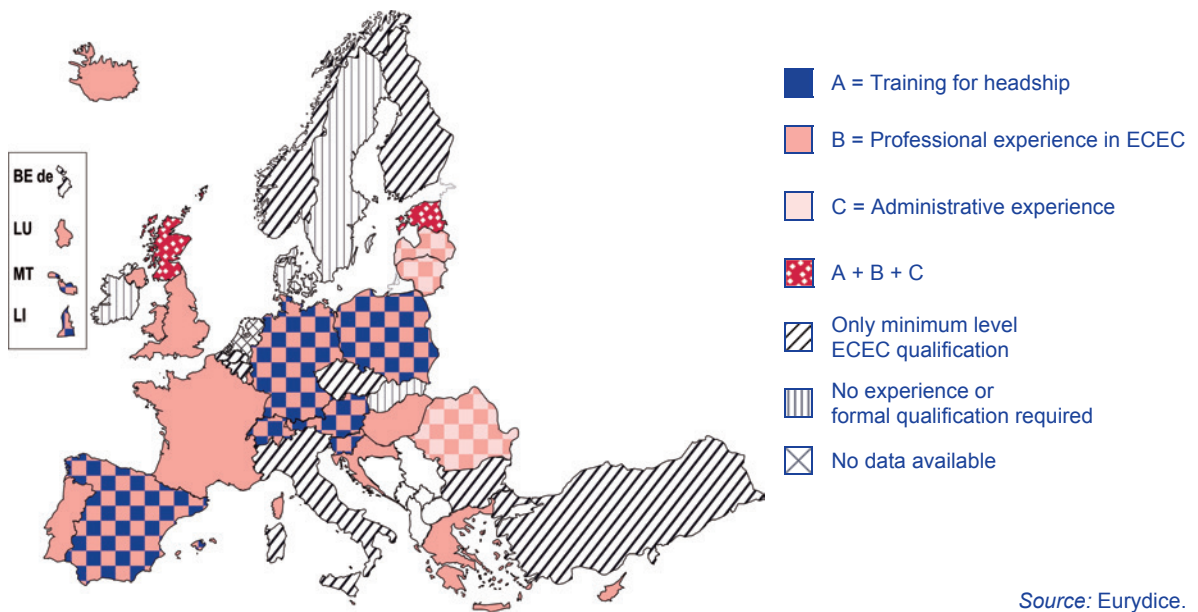 BE de
LU
MT
LI
A = Training for headship
B = Professional experience in ECEC
C = Administrative experience
A + B + C
Only minimum level
ECEC qualification
No experience or
formal qualification required
No data available
Source: Eurydice.